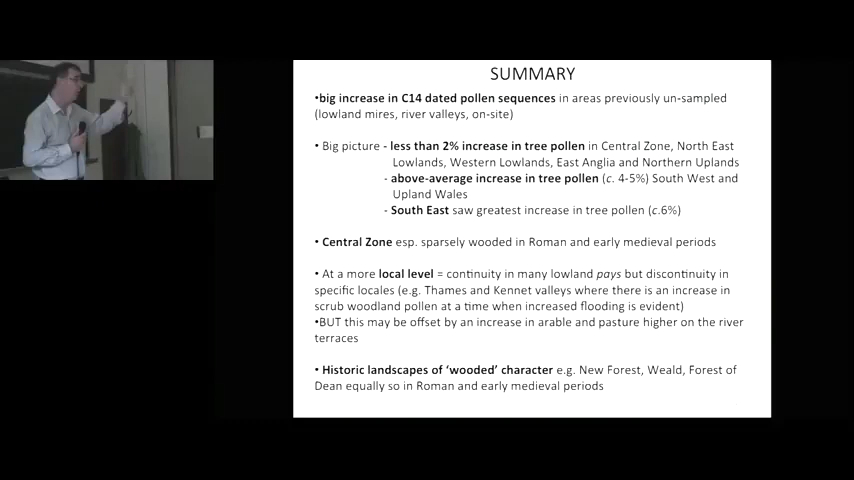 SUMMARY
•big increase in C14 dated pollen sequences in areas previously un-sampled
(lowland mires, river valleys, on-site)
• Big picture - less than 2% increase in tree pollen in Central Zone, North East
Lowlands, Western Lowlands, East Anglia and Northern Uplands
- above-average increase in tree pollen (c. 4-5%) South West and
Upland Wales
- South East saw greatest increase in tree pollen (c.6%)
• Central Zone esp. sparsely wooded in Roman and early medieval periods
• At a more local level = continuity in many lowland pays but discontinuity in
specific locales (e.g. Thames and Kennet valleys where there is an increase in
scrub woodland pollen at a time when increased flooding is evident)
•BUT this may be offset by an increase in arable and pasture higher on the river
terraces
• Historic landscapes of ‘wooded’ character e.g. New Forest, Weald, Forest of
Dean equally so in Roman and early medieval periods